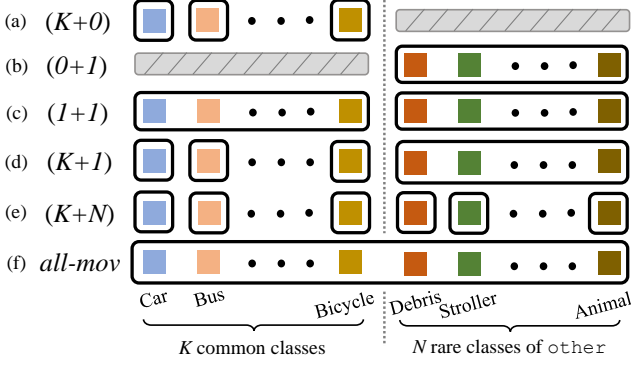 (a) (K+0)
(b) (0+1)
(c) (1+1)
(d) (K+1)
(e) (K+N)
(f) all-mov
Car Bus Bicycle Debris Stroller Animal
K common classes N rare classes of other